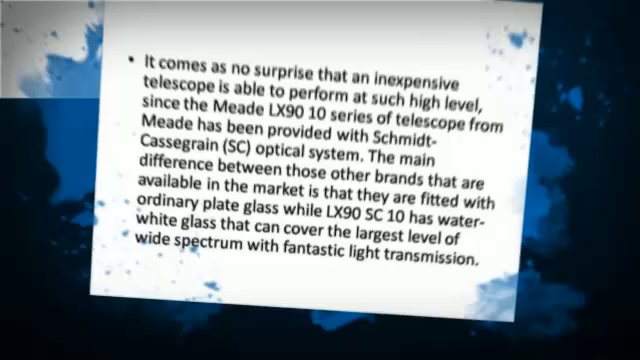 • It comes as no surprise that an inexpensive
telescope is able to perform at such high level,
since the Meade LX90 10 series of telescope from
Meade has been provided with Schmidt-
Cassegrain (SC) optical system. The main
difference between those other brands that are
available in the market is that they are fitted with
ordinary plate glass while LX90 SC 10 has water-
white glass that can cover the largest level of
wide spectrum with fantastic light transmission.